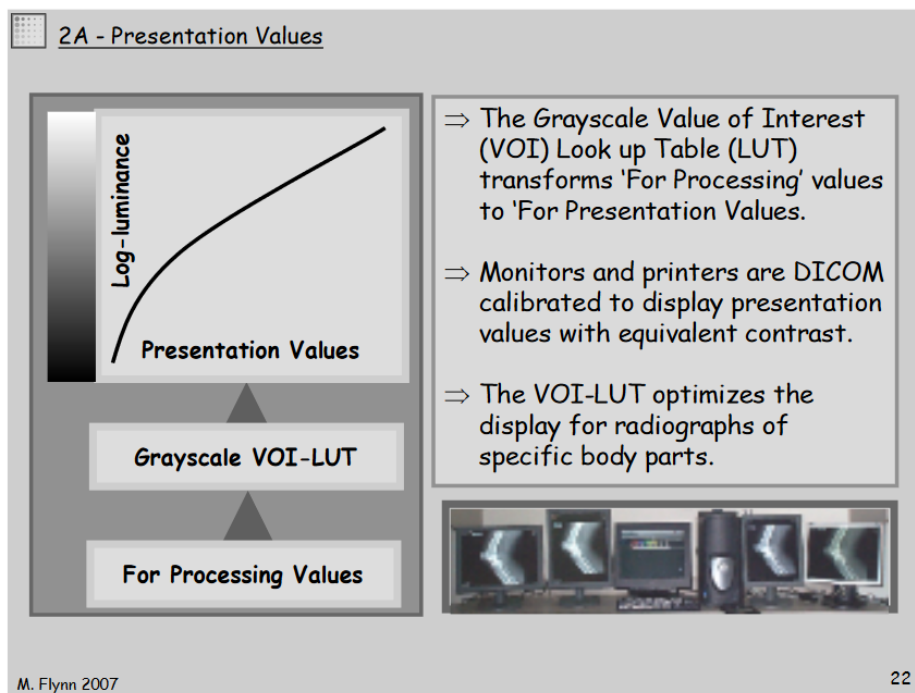 2A - Presentation Values
Log-luminance
Presentation Values
Grayscale VOI-LUT
For Processing Values
⇒ The Grayscale Value of Interest
(VOI) Look up Table (LUT)
transforms ‘For Processing’ values
to ‘For Presentation Values.
⇒ Monitors and printers are DICOM
calibrated to display presentation
values with equivalent contrast.
⇒ The VOI-LUT optimizes the
display for radiographs of
specific body parts.
M. Flynn 2007
22